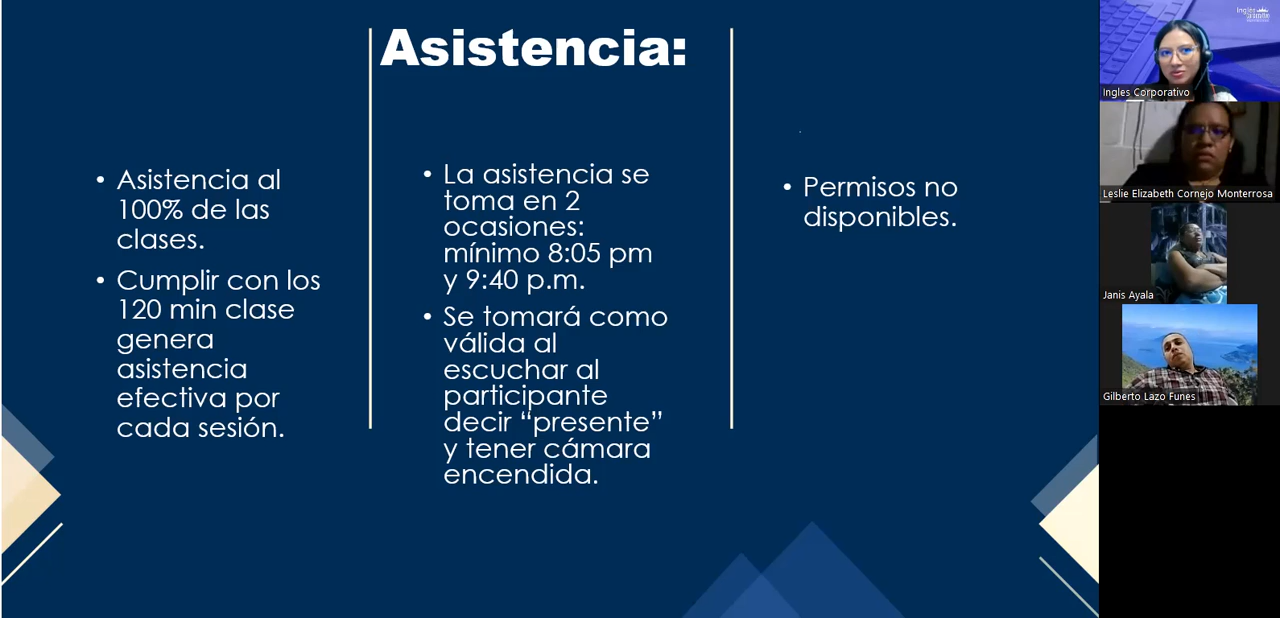 Asistencia:
• Asistencia al
100% de las
clases.
• Cumplir con los
120 min clase
genera
asistencia
efectiva por
cada sesión.
• La asistencia se
toma en 2
ocasiones:
mínimo 8:05 pm
y 9:40 p.m.
• Se tomará como
válida al
escuchar al
participante
decir “presente”
y tener cámara
encendida.
• Permisos no
disponibles.
Ingles Corporativo
Leslie Elizabeth Cornejo Monterrosa
Janis Ayala
Gilberto Lazo Funes